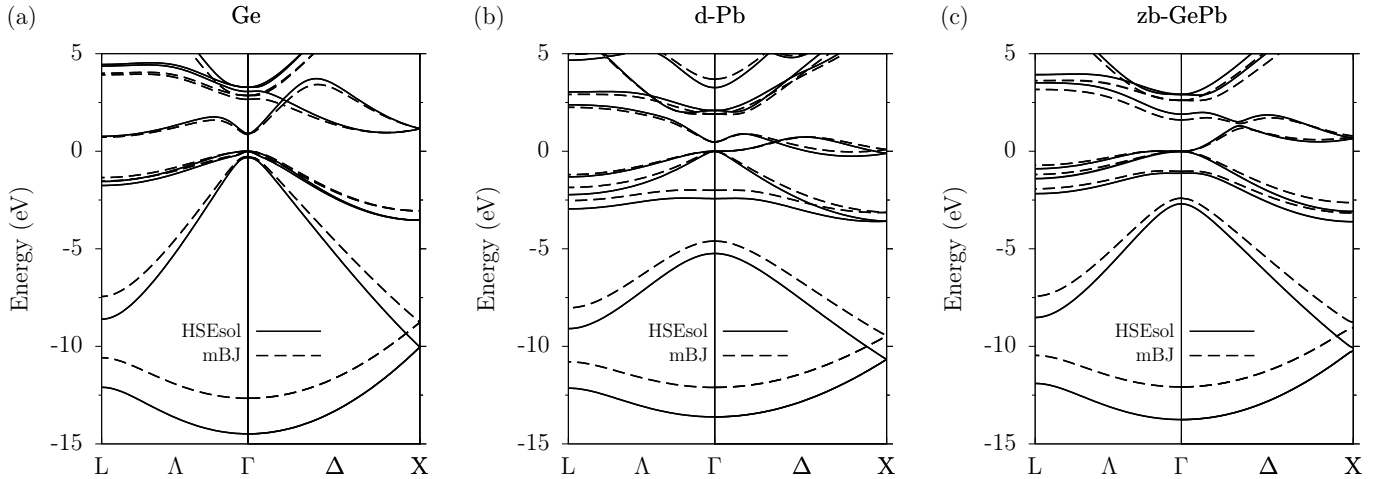 (a) Ge
5
0
-5
-10
-15
Energy (eV)
HSEsol
mBJ
L Λ Γ Δ X
(b) d-Pb
5
0
-5
-10
-15
Energy (eV)
HSEsol
mBJ
L Λ Γ Δ X
(c) zb-GePb
5
0
-5
-10
-15
Energy (eV)
HSEsol
mBJ
L Λ Γ Δ X